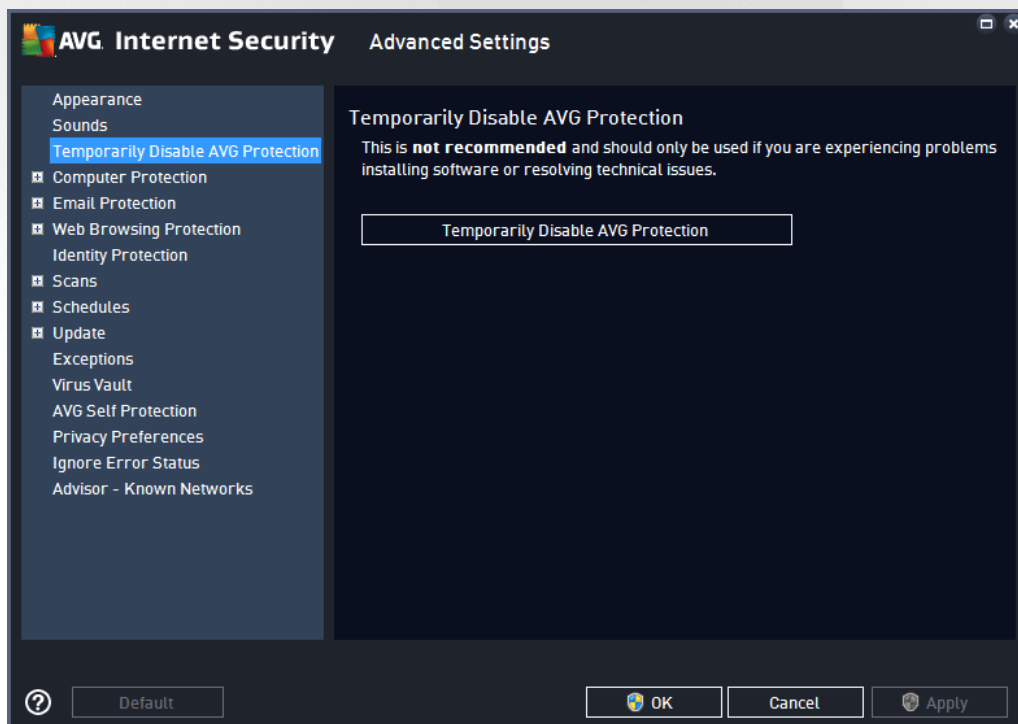 AVG. Internet Security Advanced Settings
Appearance
Sounds
Temporarily Disable AVG Protection
Computer Protection
Email Protection
Web Browsing Protection
Identity Protection
Scans
Schedules
Update
Exceptions
Virus Vault
AVG Self Protection
Privacy Preferences
Ignore Error Status
Advisor - Known Networks
Temporarily Disable AVG Protection
This is not recommended and should only be used if you are experiencing problems
installing software or resolving technical issues.
Temporarily Disable AVG Protection
?
Default
OK
Cancel
Apply